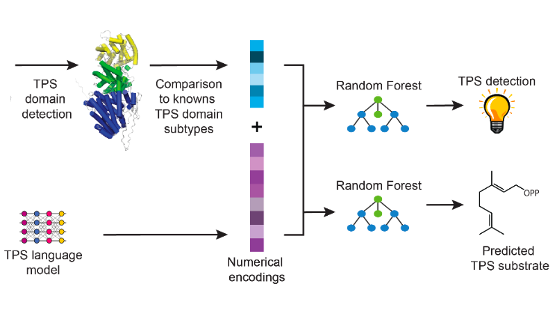 TPS
domain
detection
Comparison
to knowns
TPS domain
subtypes
+
Random Forest
TPS detection
Random Forest
OPP
Predicted
TPS substrate
TPS language
model
Numerical
encodings